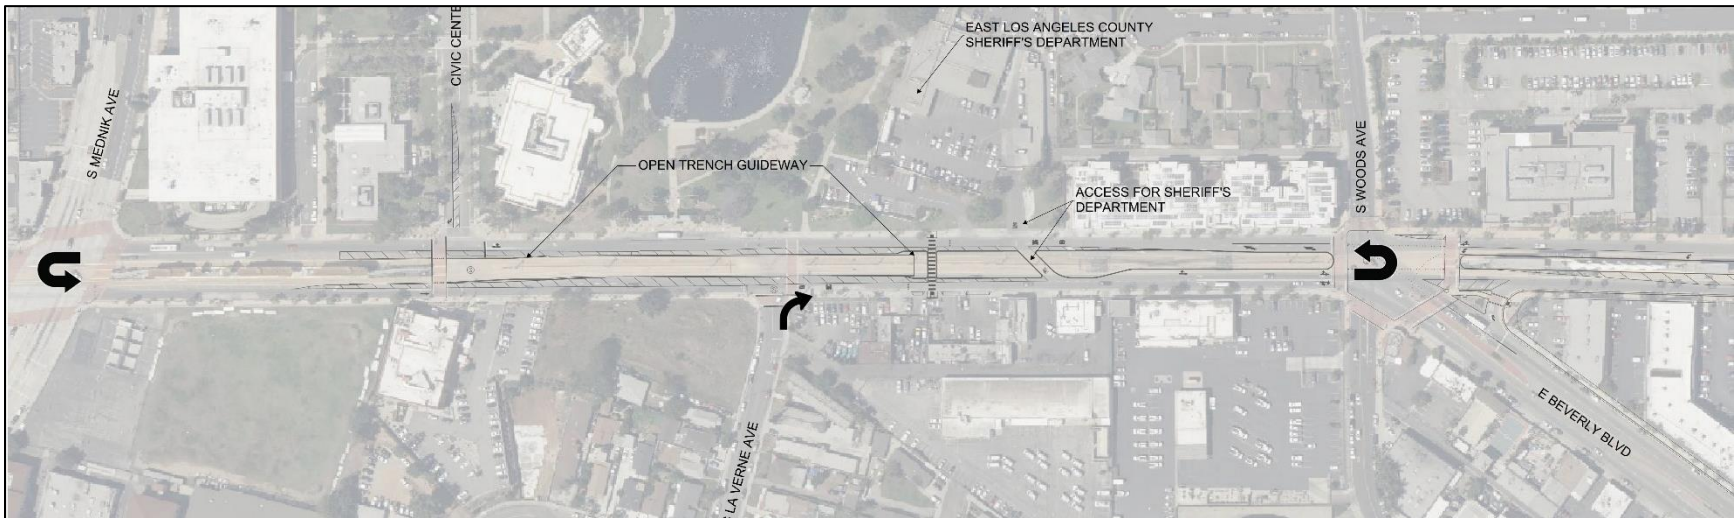 EAST LOS ANGELES COUNTY
SHERIFF'S DEPARTMENT
CIVIC CENTE
S MEDNIK AVE
OPEN TRENCH GUIDEWAY
ACCESS FOR SHERIFF'S
DEPARTMENT
S WOODS AVE
E BEVERLY BLVD
LA VERNE AVE